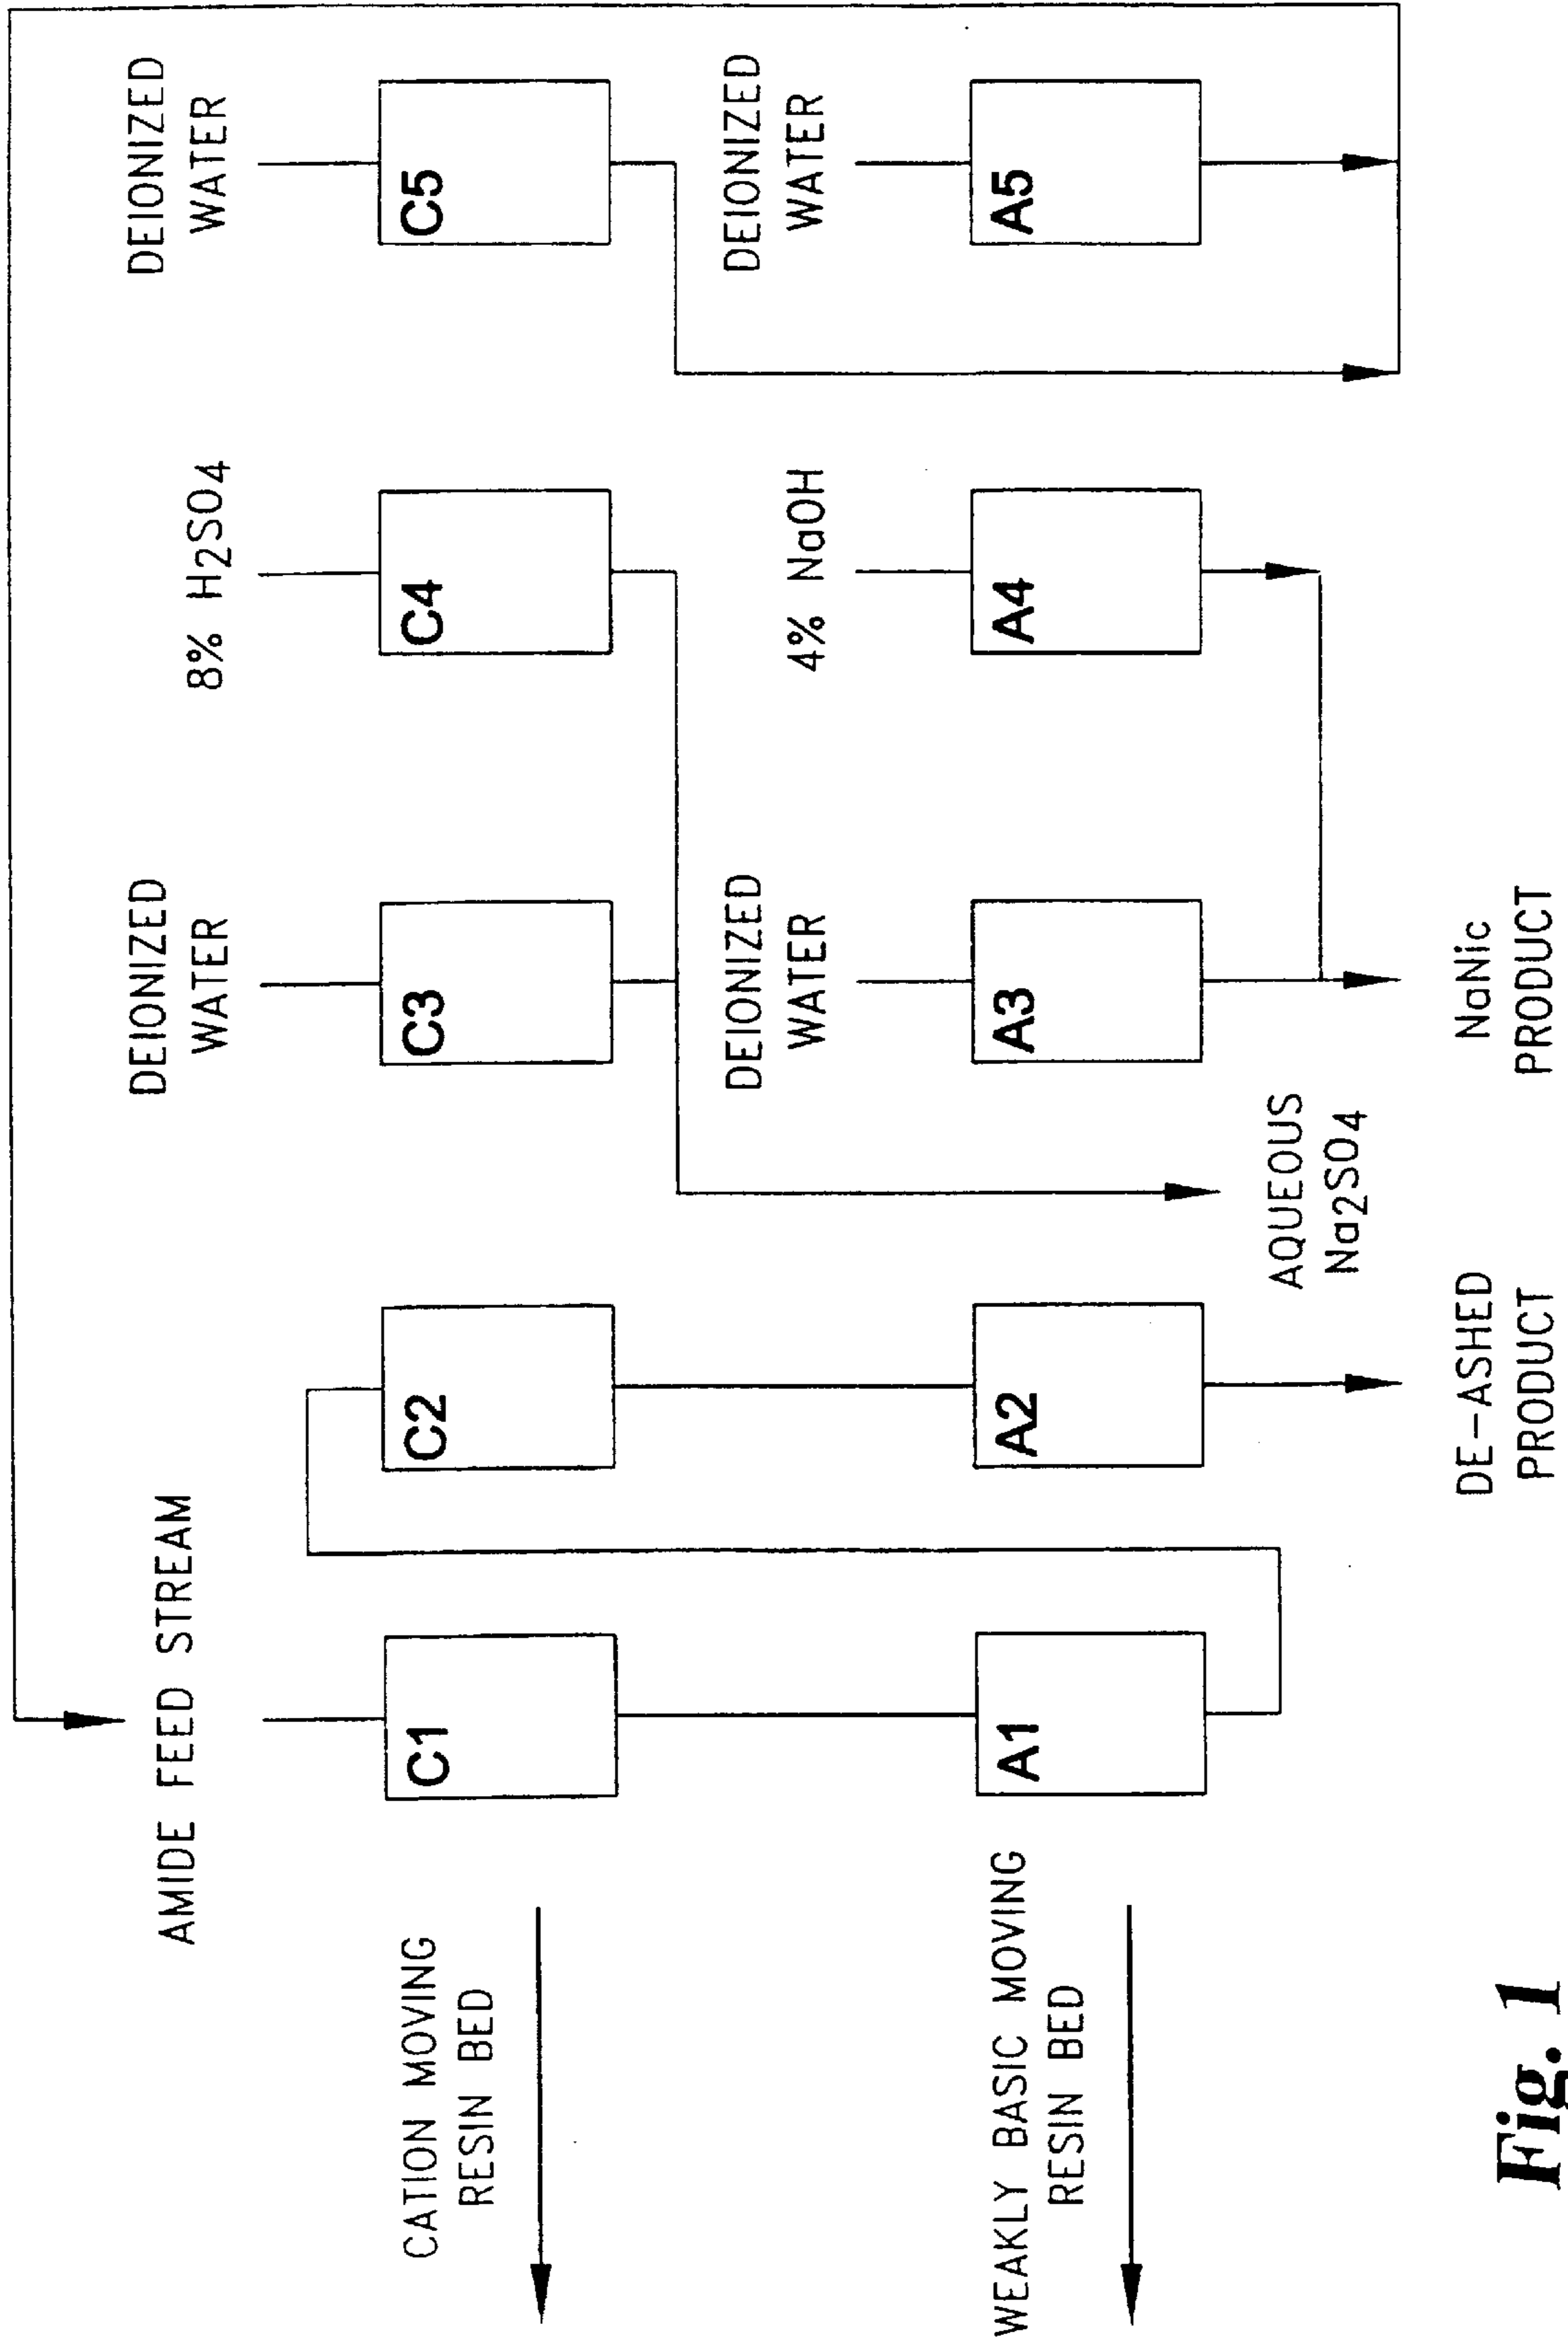 AMIDE FEED STREAM
DEIONIZED
WATER
8% H2SO4
DEIONIZED
WATER
CATION MOVING
RESIN BED
C1
C2
C3
C4
C5
DEIONIZED
WATER
4% NaOH
DEIONIZED
WATER
WEAKLY BASIC MOVING
RESIN BED
A1
A2
A3
A4
A5
AQUEOUS
Na2SO4
DE-ASHED
PRODUCT
NaNic
PRODUCT
Fig. 1